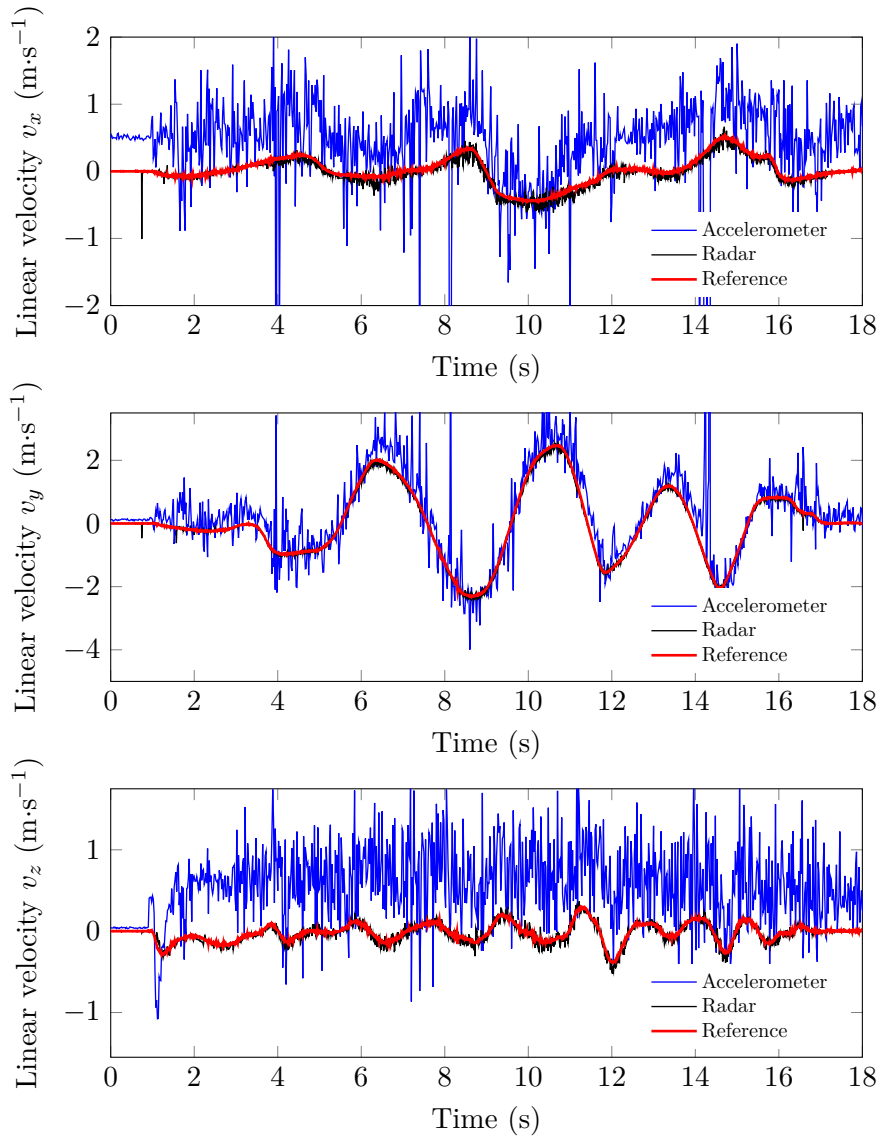 2
1
0
−1
−2
0 2 4 6 8 10 12 14 16 18
Time (s)
Linear velocity v_x (m·s⁻¹)
Accelerometer
Radar
Reference
2
0
−2
−4
0 2 4 6 8 10 12 14 16 18
Time (s)
Linear velocity v_y (m·s⁻¹)
Accelerometer
Radar
Reference
1
0
−1
0 2 4 6 8 10 12 14 16 18
Time (s)
Linear velocity v_z (m·s⁻¹)
Accelerometer
Radar
Reference